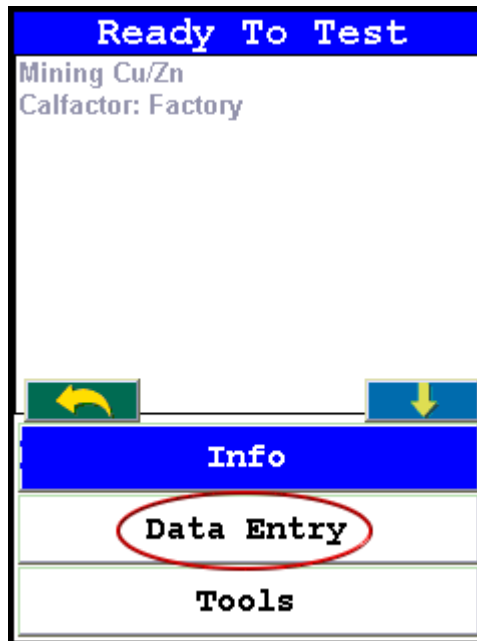 Ready To Test
Mining Cu/Zn
Calfactor: Factory
Info
Data Entry
Tools